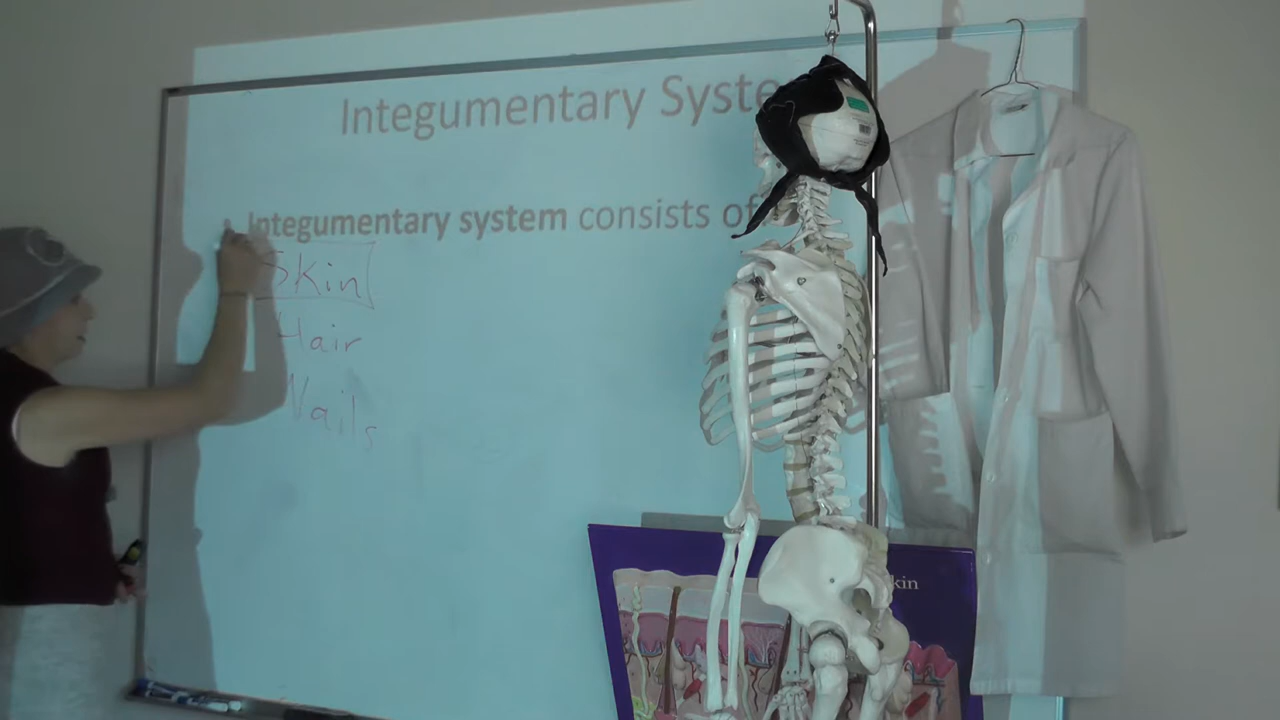 Integumentary Syste
Integumentary system consists of
Skin
Hair
Nails
kin